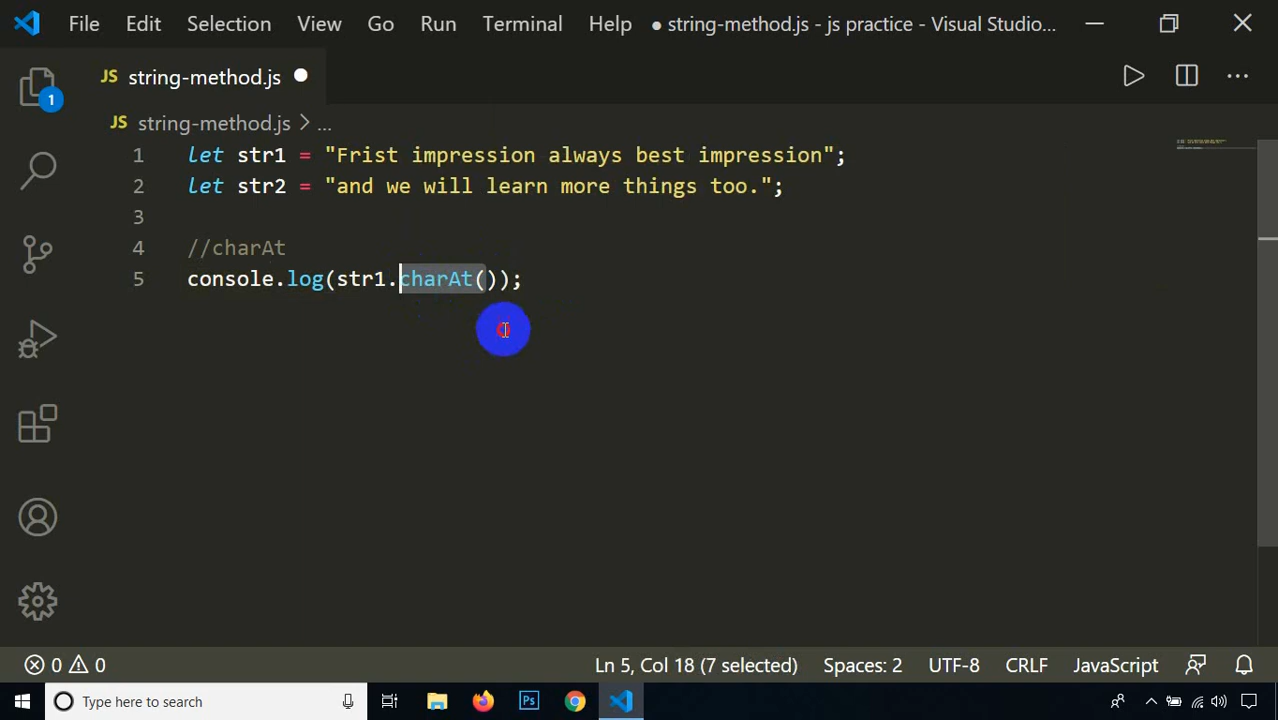 File Edit Selection View Go Run Terminal Help ● string-method.js - js practice - Visual Studio...
JS string-method.js
1
JS string-method.js > ...
1 let str1 = "Frist impression always best impression";
2 let str2 = "and we will learn more things too.";
3
4 //charAt
5 console.log(str1.charAt());
0 0 Ln 5, Col 18 (7 selected) Spaces: 2 UTF-8 CRLF JavaScript
Type here to search Ps